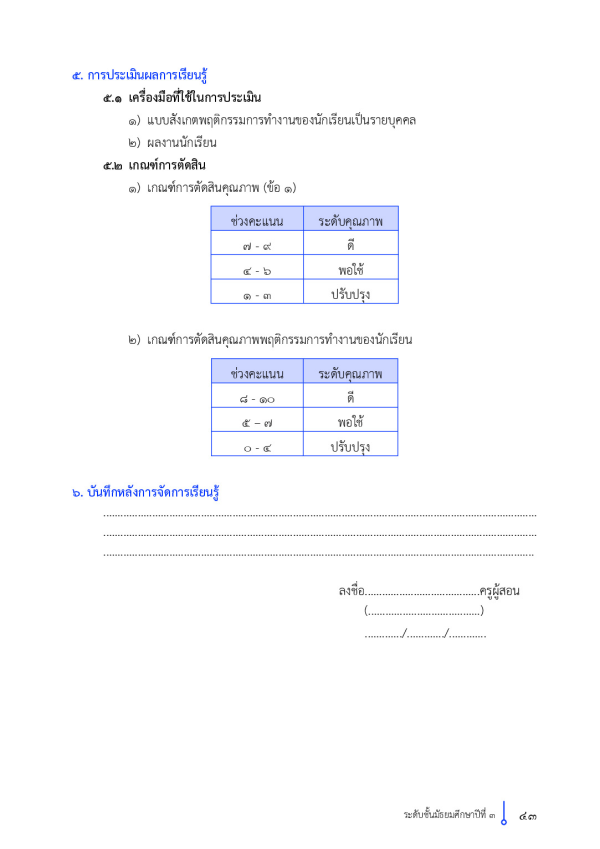 ๕. การประเมินผลการเรียนรู้
๕.๑ เครื่องมือที่ใช้ในการประเมิน
๑) แบบสังเกตพฤติกรรมการทำงานของนักเรียนเป็นรายบุคคล
๒) ผลงานนักเรียน
๕.๒ เกณฑ์การตัดสิน
๑) เกณฑ์การตัดสินคุณภาพ (ข้อ ๑)
ช่วงคะแนน ระดับคุณภาพ
๗ - ๙ ดี
๔ - ๖ พอใช้
๑ - ๓ ปรับปรุง
๒) เกณฑ์การตัดสินคุณภาพพฤติกรรมการทำงานของนักเรียน
ช่วงคะแนน ระดับคุณภาพ
๘ - ๑๐ ดี
๕ – ๗ พอใช้
๐ - ๔ ปรับปรุง
๖. บันทึกหลังการจัดการเรียนรู้
......................................................................................................................................................
......................................................................................................................................................
.....................................................................................................................................................
ลงชื่อ........................................ครูผู้สอน
(.......................................)
............./............./.............
ระดับชั้นมัธยมศึกษาปีที่ ๓ ๔๓